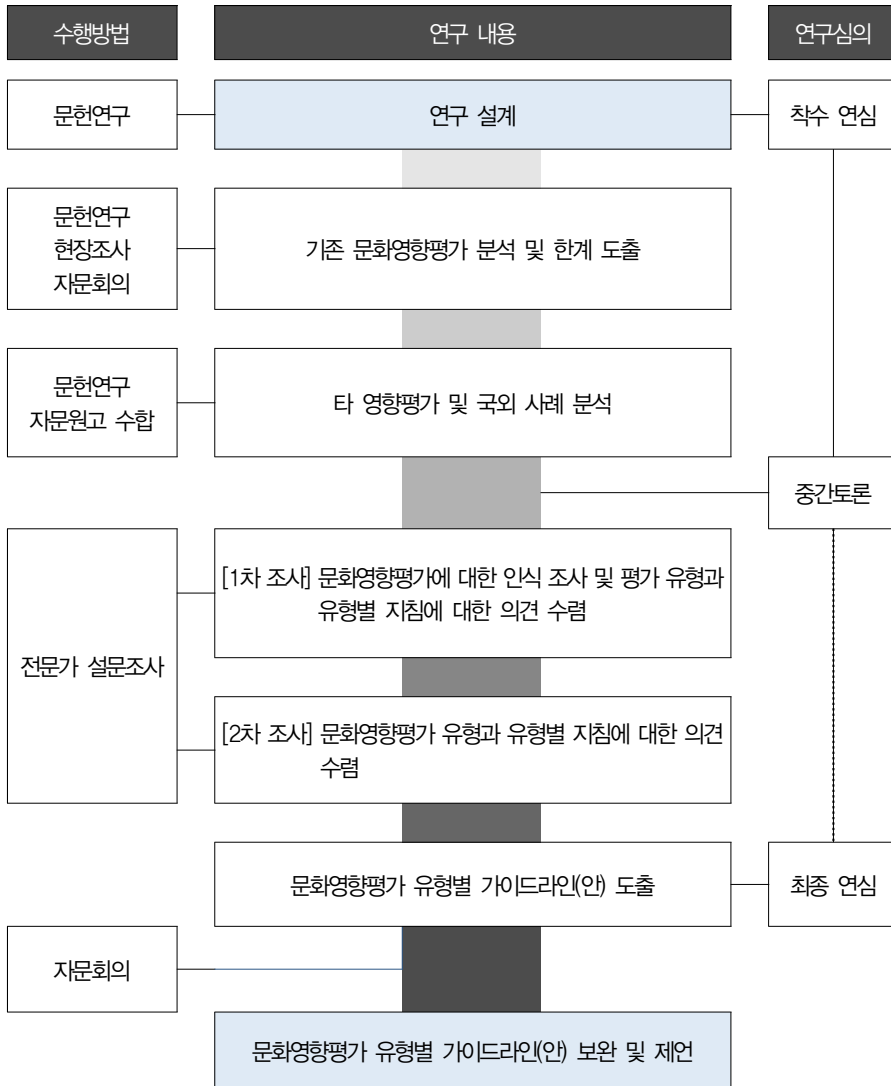 수행방법
연구 내용
연구심의
문헌연구
연구 설계
착수 연심
문헌연구
현장조사
자문회의
기존 문화영향평가 분석 및 한계 도출
문헌연구
자문원고 수합
타 영향평가 및 국외 사례 분석
중간토론
전문가 설문조사
[1차 조사] 문화영향평가에 대한 인식 조사 및 평가 유형과
유형별 지침에 대한 의견 수렴
[2차 조사] 문화영향평가 유형과 유형별 지침에 대한 의견
수렴
문화영향평가 유형별 가이드라인(안) 도출
최종 연심
자문회의
문화영향평가 유형별 가이드라인(안) 보완 및 제언